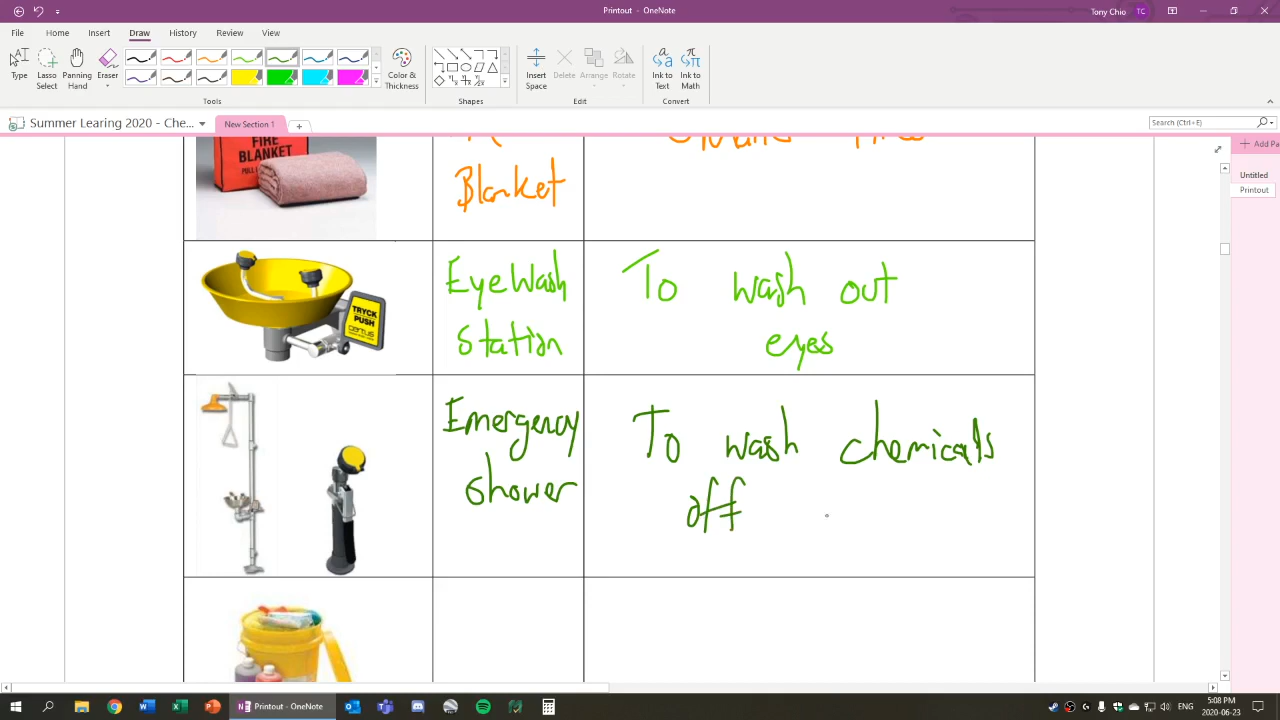 Printout - OneNote
Tony Chio
TC
File
Home
Insert
Draw
History
Review
View
Type
Lasso
Select
Panning
Hand
Eraser
Color &
Thickness
Insert
Space
Delete
Arrange
Rotate
Ink to
Text
Ink to
Math
Tools
Shapes
Edit
Convert
Summer Learing 2020 - Che...
New Section 1
Search (Ctrl+E)
Add Pa
Untitled
Printout
FIRE
BLANKET
Blanket
EyeWash
Station
To wash out
eyes
TRYCK
PUSH
Emergency
shower
To wash chemicals
off
Printout - OneNote
5:08 PM
2020-06-23